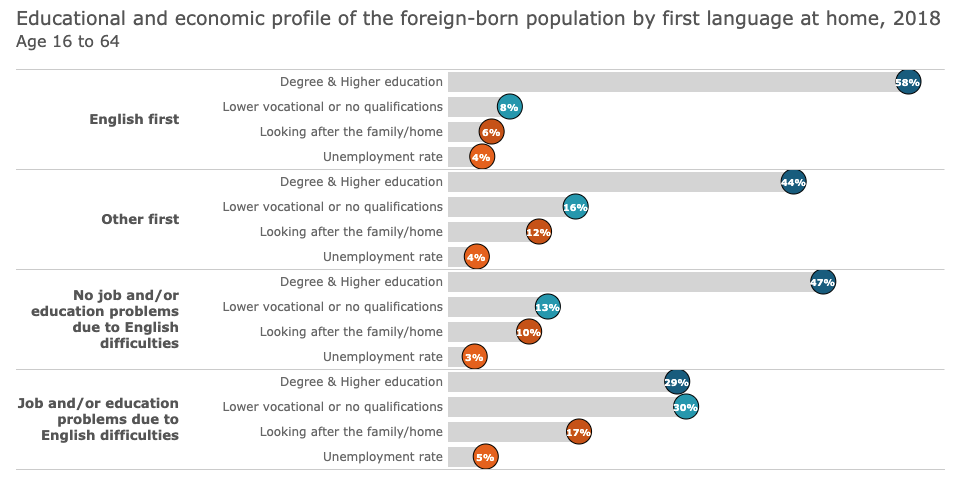 Educational and economic profile of the foreign-born population by first language at home, 2018
Age 16 to 64
English first
Degree & Higher education 58%
Lower vocational or no qualifications 8%
Looking after the family/home 6%
Unemployment rate 4%
Other first
Degree & Higher education 44%
Lower vocational or no qualifications 16%
Looking after the family/home 12%
Unemployment rate 4%
No job and/or
education problems
due to English
difficulties
Degree & Higher education 47%
Lower vocational or no qualifications 13%
Looking after the family/home 10%
Unemployment rate 3%
Job and/or education
problems due to
English difficulties
Degree & Higher education 29%
Lower vocational or no qualifications 30%
Looking after the family/home 17%
Unemployment rate 5%